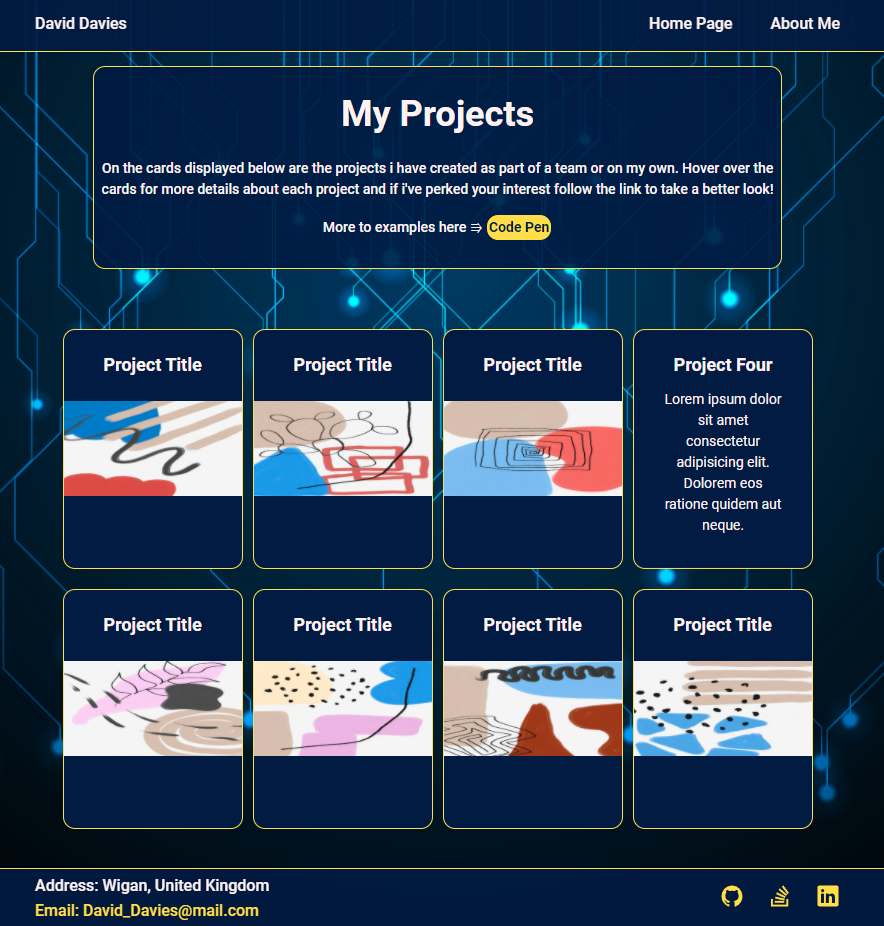 David Davies
Home Page
About Me
My Projects
On the cards displayed below are the projects i have created as part of a team or on my own. Hover over the
cards for more details about each project and if i've perked your interest follow the link to take a better look!
More to examples here ⇛ Code Pen
Project Title
Project Title
Project Title
Project Four
Lorem ipsum dolor
sit amet
consectetur
adipisicing elit.
Dolorem eos
ratione quidem aut
neque.
Project Title
Project Title
Project Title
Project Title
Address: Wigan, United Kingdom
Email: David_Davies@mail.com
in